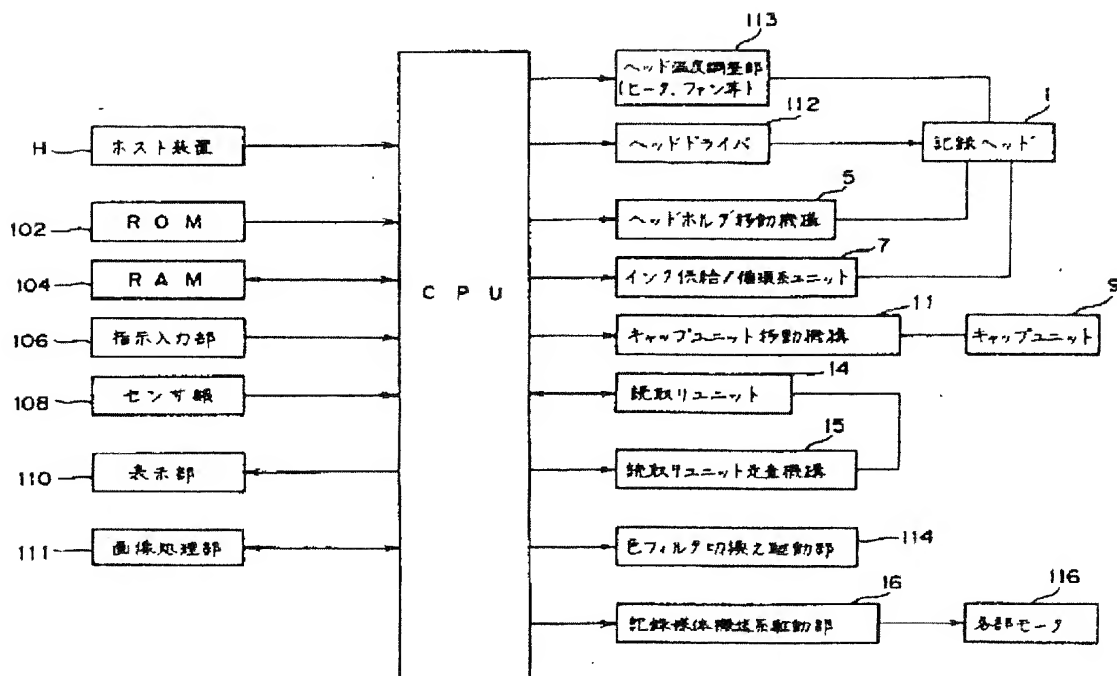 113
ヘッド温度調整部
(ヒータ、ファン等)
112
1
H
ホスト装置
ヘッドドライバ
記録ヘッド
5
102
ROM
ヘッドホルダ移動機構
7
104
RAM
CPU
インク供給/循環系ユニット
11
9
106
指示入力部
キャップユニット移動機構
キャップユニット
14
108
センサ部
読取りユニット
15
110
表示部
読取りユニット走査機構
111
画像処理部
色フィルタ切換え駆動部
114
16
116
記録媒体搬送系駆動部
各部モータ